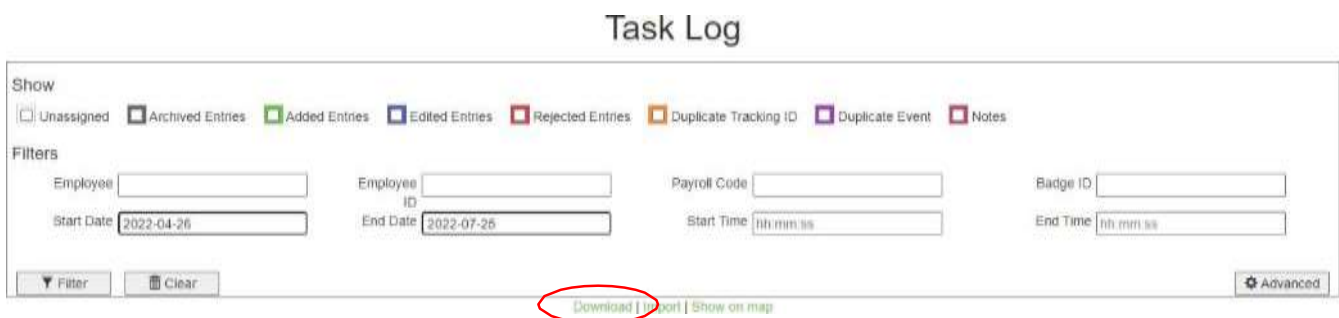 Task Log
Show
Unassigned Archived Entries Added Entries Edited Entries Rejected Entries Duplicate Tracking ID Duplicate Event Notes
Filters
Employee Employee ID Payroll Code Badge ID
Start Date 2022-04-26 End Date 2022-07-25 Start Time hh:mm:ss End Time hh:mm:ss
Filter Clear Advanced
Download | Import | Show on map